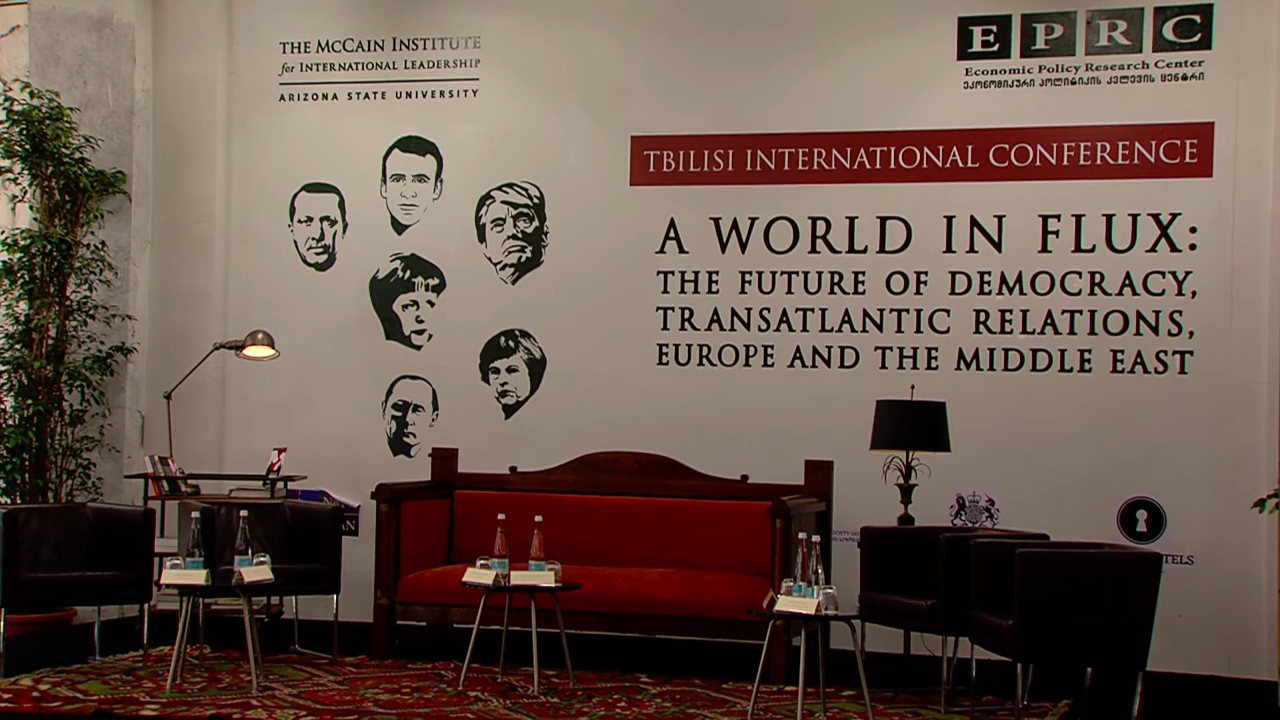 THE MCCAIN INSTITUTE
for INTERNATIONAL LEADERSHIP
ARIZONA STATE UNIVERSITY
EPRC
Economic Policy Research Center
ეკონომიკური პოლიტიკის კვლევის ცენტრი
TBILISI INTERNATIONAL CONFERENCE
A WORLD IN FLUX:
THE FUTURE OF DEMOCRACY,
TRANSATLANTIC RELATIONS,
EUROPE AND THE MIDDLE EAST